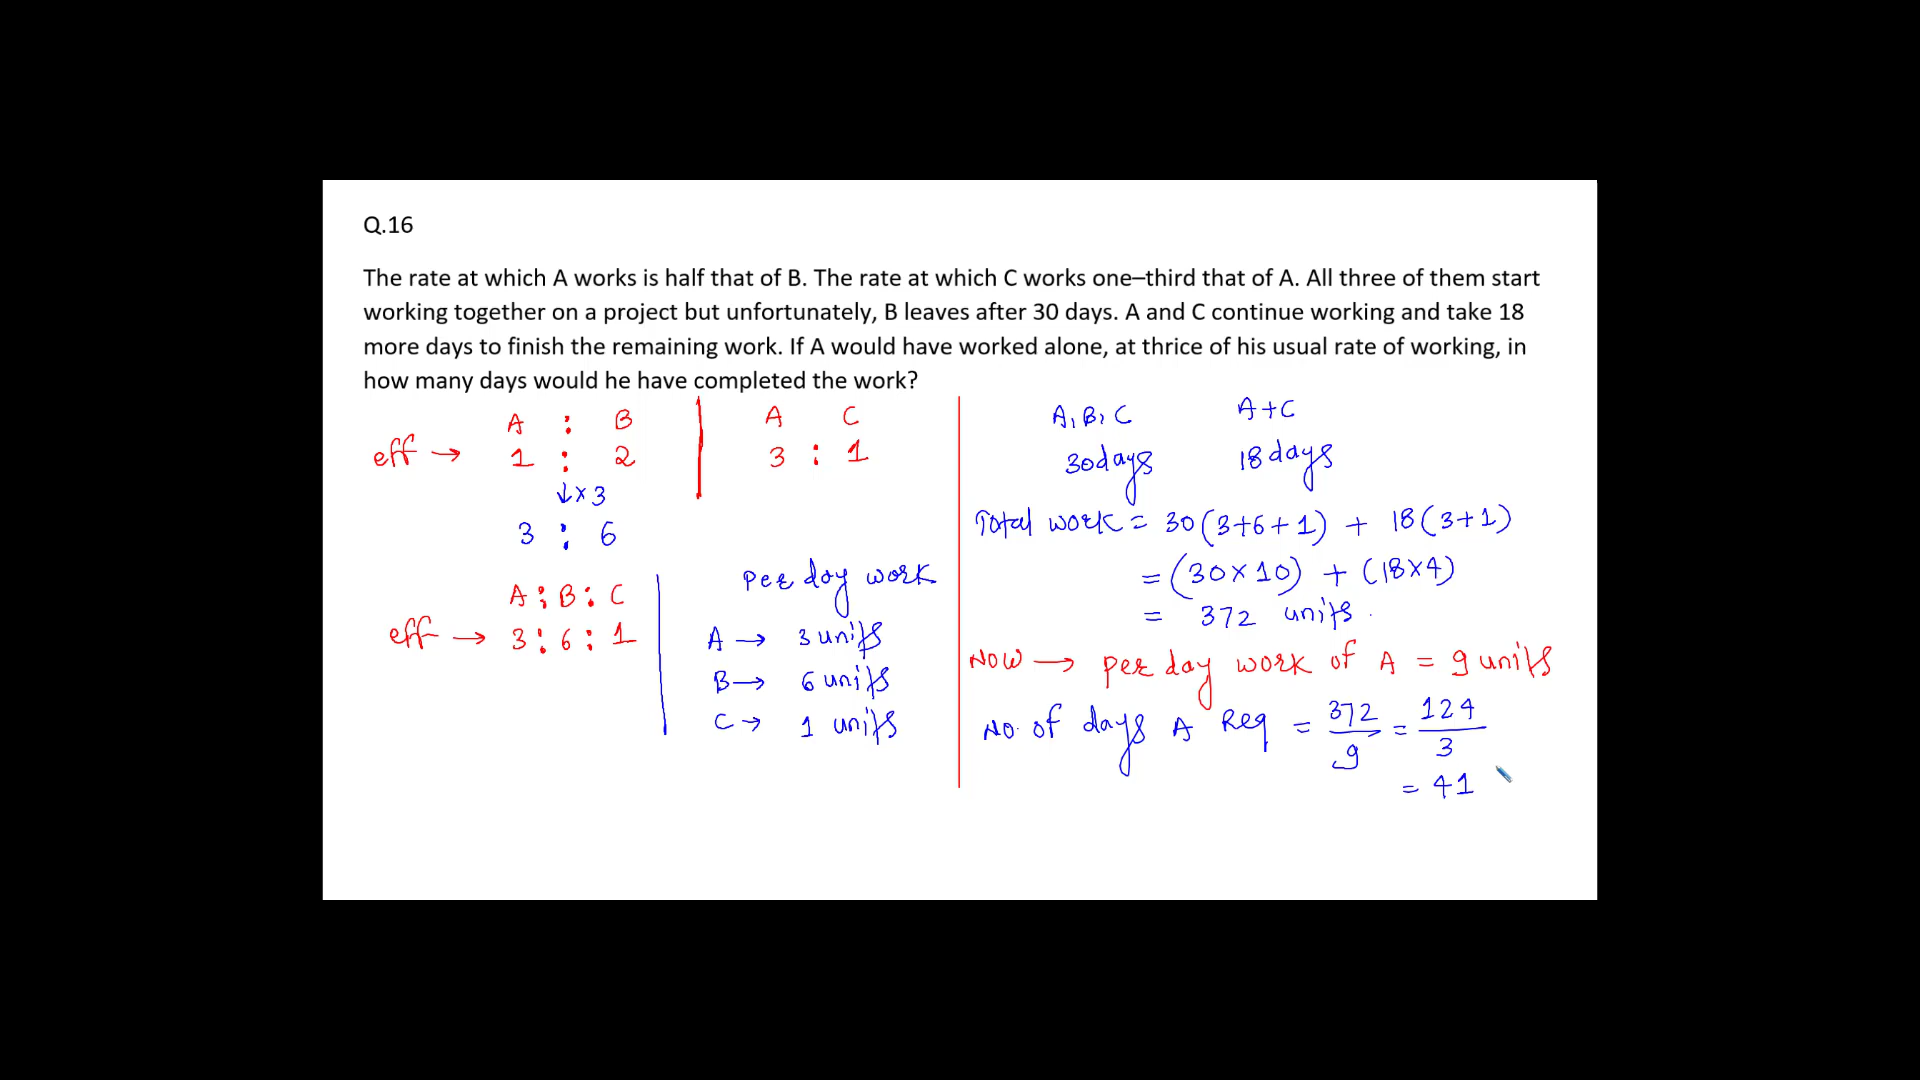 Q.16
The rate at which A works is half that of B. The rate at which C works one–third that of A. All three of them start
working together on a project but unfortunately, B leaves after 30 days. A and C continue working and take 18
more days to finish the remaining work. If A would have worked alone, at thrice of his usual rate of working, in
how many days would he have completed the work?
A : B
eff → 1 : 2
↓×3
3 : 6
A C
3 : 1
A : B : C
eff → 3 : 6 : 1
Per day work
A → 3 units
B → 6 units
C → 1 units
A, B, C A+C
30days 18days
Total work = 30(3+6+1) + 18(3+1)
= (30×10) + (18×4)
= 372 units.
Now → per day work of A = 9 units
No. of days A Req = 372/9 = 124/3
= 41